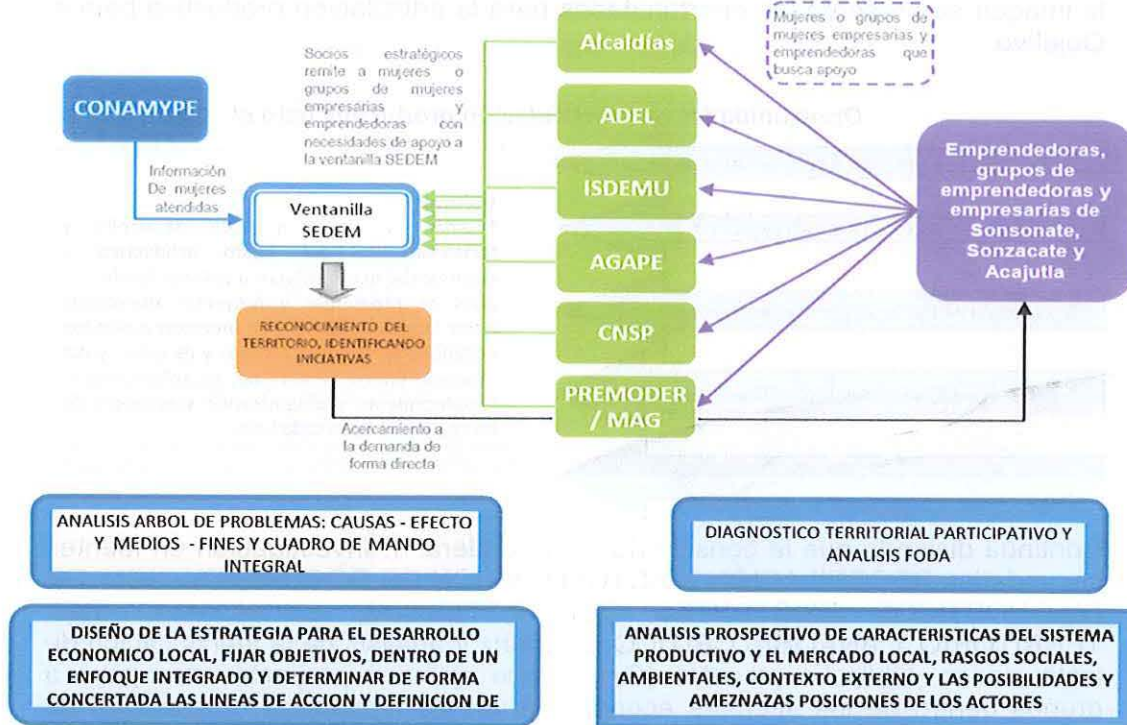 CONAMYPE
Información
De mujeres
atendidas
Socios estratégicos
remite a mujeres o
grupos de mujeres
empresarias y
emprendedoras con
necesidades de apoyo a
la ventanilla SEDEM
Ventanilla
SEDEM
RECONOCIMIENTO DEL
TERRITORIO, IDENTIFICANDO
INICIATIVAS
Acercamiento a
la demanda de
forma directa
Alcaldías
ADEL
ISDEMU
AGAPE
CNSP
PREMODER
/ MAG
Mujeres o grupos de
mujeres empresarias y
emprendedoras que
busca apoyo
Emprendedoras,
grupos de
emprendedoras y
empresarias de
Sonsonate,
Sonzacate y
Acajutla
ANALISIS ARBOL DE PROBLEMAS: CAUSAS - EFECTO
Y MEDIOS - FINES Y CUADRO DE MANDO
INTEGRAL
DIAGNOSTICO TERRITORIAL PARTICIPATIVO Y
ANALISIS FODA
DISEÑO DE LA ESTRATEGIA PARA EL DESARROLLO
ECONOMICO LOCAL, FIJAR OBJETIVOS, DENTRO DE UN
ENFOQUE INTEGRADO Y DETERMINAR DE FORMA
CONCERTADA LAS LINEAS DE ACCION Y DEFINICION DE
ANALISIS PROSPECTIVO DE CARACTERISTICAS DEL SISTEMA
PRODUCTIVO Y EL MERCADO LABORAL, RASGOS SOCIALES,
AMBIENTALES, CONTEXTO EXTERNO Y LAS POSIBILIDADES Y
AMEZNAZAS POSICIONES DE LOS ACTORES